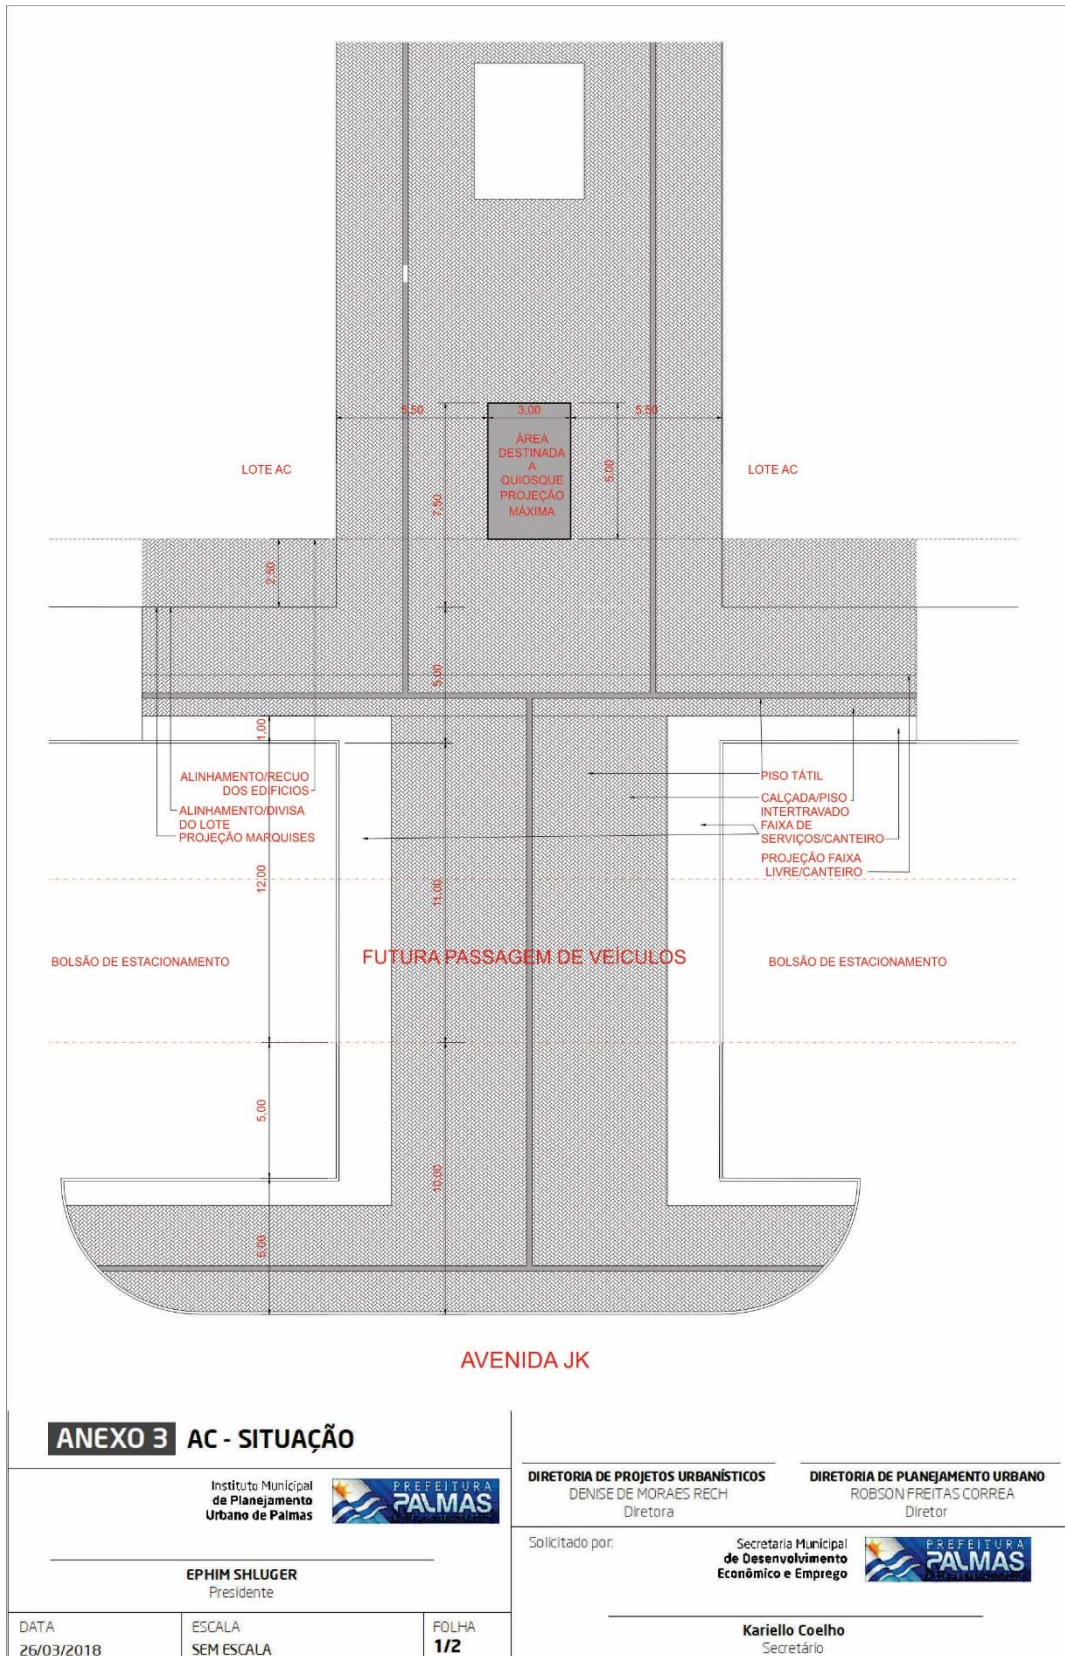 5.50
3.00
5.50
ÁREA
DESTINADA
A
QUIOSQUE
PROJEÇÃO
MÁXIMA
5.00
7.50
LOTE AC
LOTE AC
2.50
5.00
1.00
ALINHAMENTO/RECUO
DOS EDIFICIOS
ALINHAMENTO/DIVISA
DO LOTE
PROJEÇÃO MARQUISES
PISO TÁTIL
CALÇADA/PISO
INTERTRAVADO
FAIXA DE
SERVIÇOS/CANTEIRO
PROJEÇÃO FAIXA
LIVRE/CANTEIRO
12.00
11.00
BOLSÃO DE ESTACIONAMENTO
FUTURA PASSAGEM DE VEÍCULOS
BOLSÃO DE ESTACIONAMENTO
5.00
10.00
5.00
AVENIDA JK
ANEXO 3 AC - SITUAÇÃO
Instituto Municipal
de Planejamento
Urbano de Palmas
PREFEITURA
PALMAS
EPHIM SHLUGER
Presidente
DATA
26/03/2018
ESCALA
SEM ESCALA
FOLHA
1/2
DIRETORIA DE PROJETOS URBANÍSTICOS
DENISE DE MORAES RECH
Diretora
DIRETORIA DE PLANEJAMENTO URBANO
ROBSON FREITAS CORREA
Diretor
Solicitado por:
Secretaria Municipal
de Desenvolvimento
Econômico e Emprego
PREFEITURA
PALMAS
Kariello Coelho
Secretário